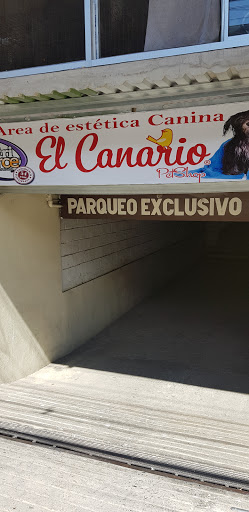 Area de estética Canina
El Canario
Pet Shop
PARQUEO EXCLUSIVO